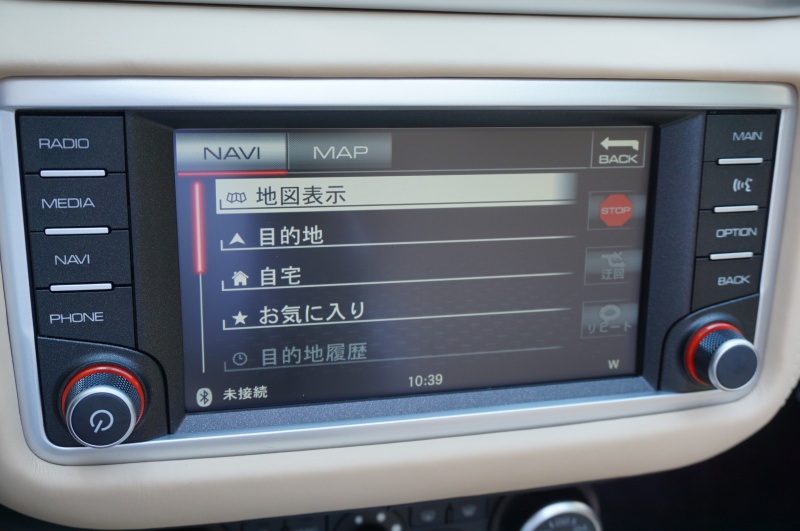 RADIO
MEDIA
NAVI
PHONE
NAVI MAP
BACK
地図表示
目的地
自宅
お気に入り
目的地履歴
STOP
迂回
リピート
未接続
10:39
W
MAIN
OPTION
BACK